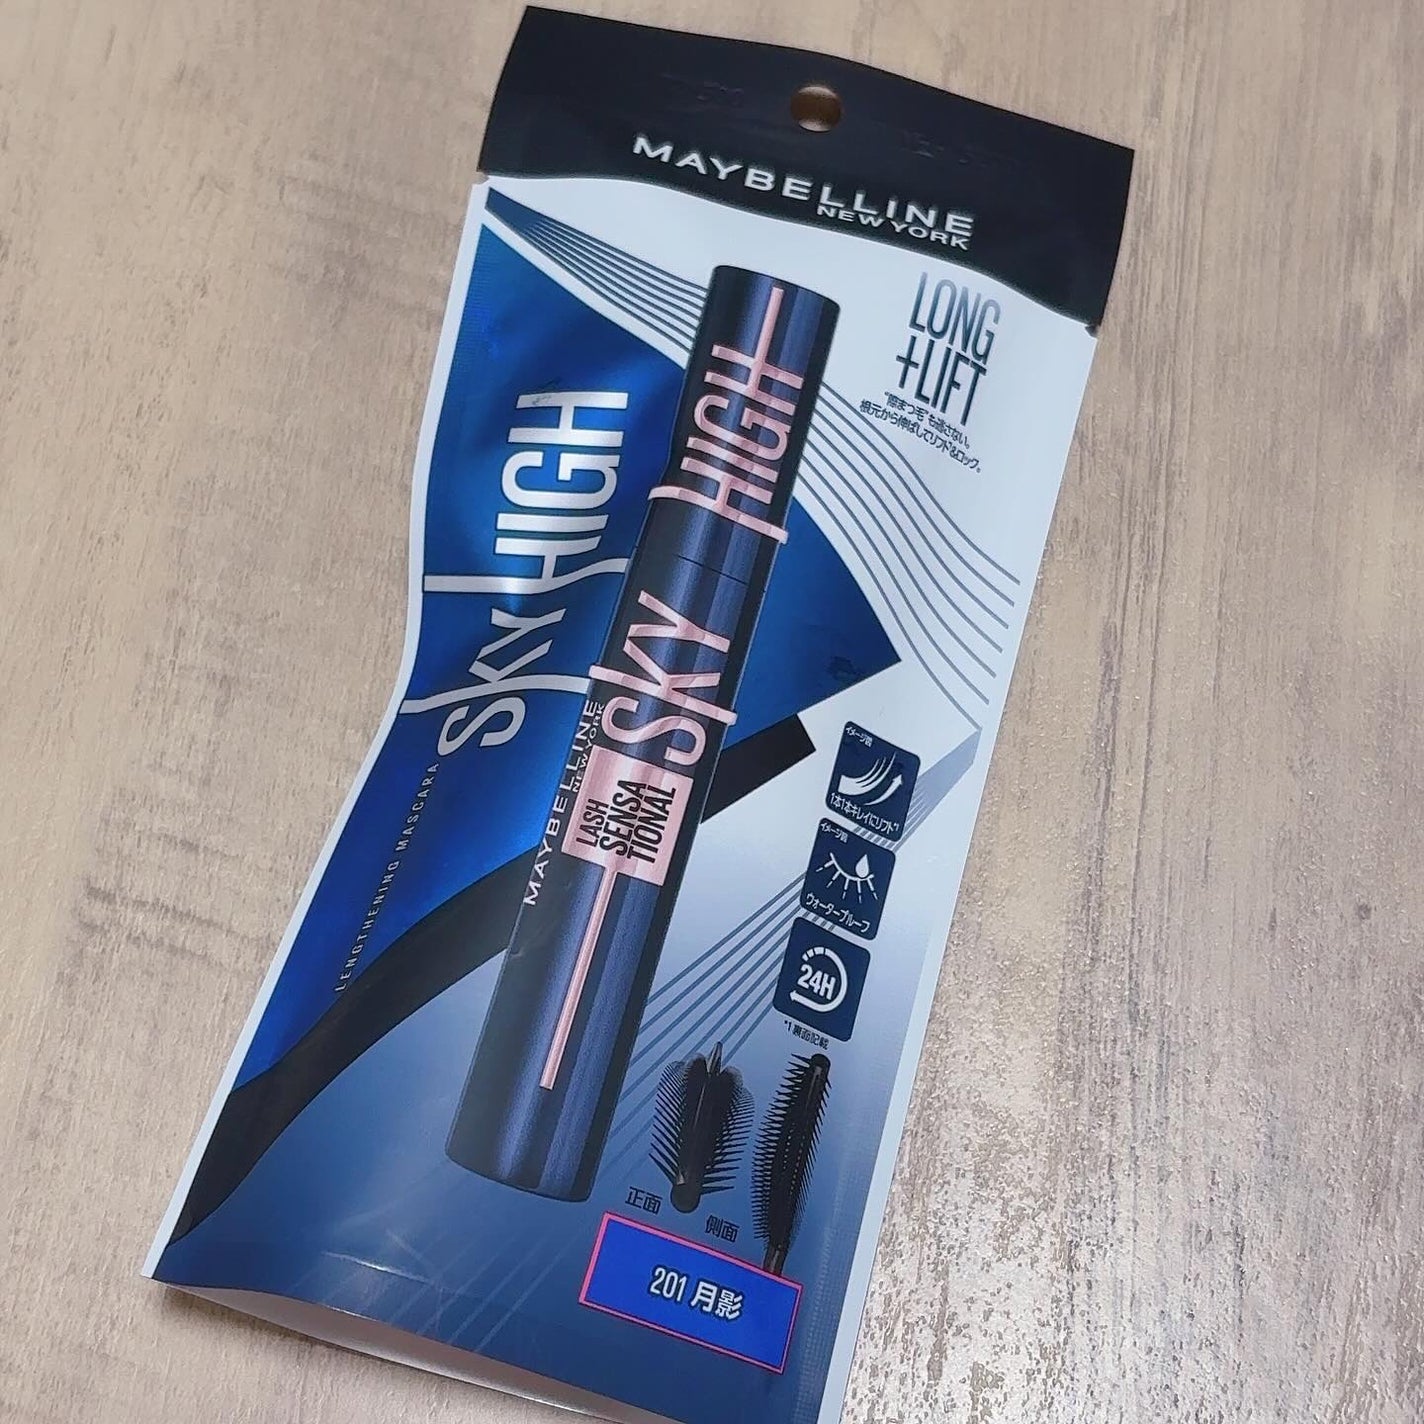 MAYBELLINE
NEW YORK
LONG
+LIFT
"際まつ毛"も逃さない。
根元から伸ばしてリフト&ロック。
SKY HIGH
LENGTHENING MASCARA
SKY HIGH
MAYBELLINE
NEW YORK
LASH
SENSA
TIONAL
イメージ図
1本1本キレイにリフト*1
イメージ図
ウォータープルーフ
24H
*1 裏面記載
正面
側面
201 月影